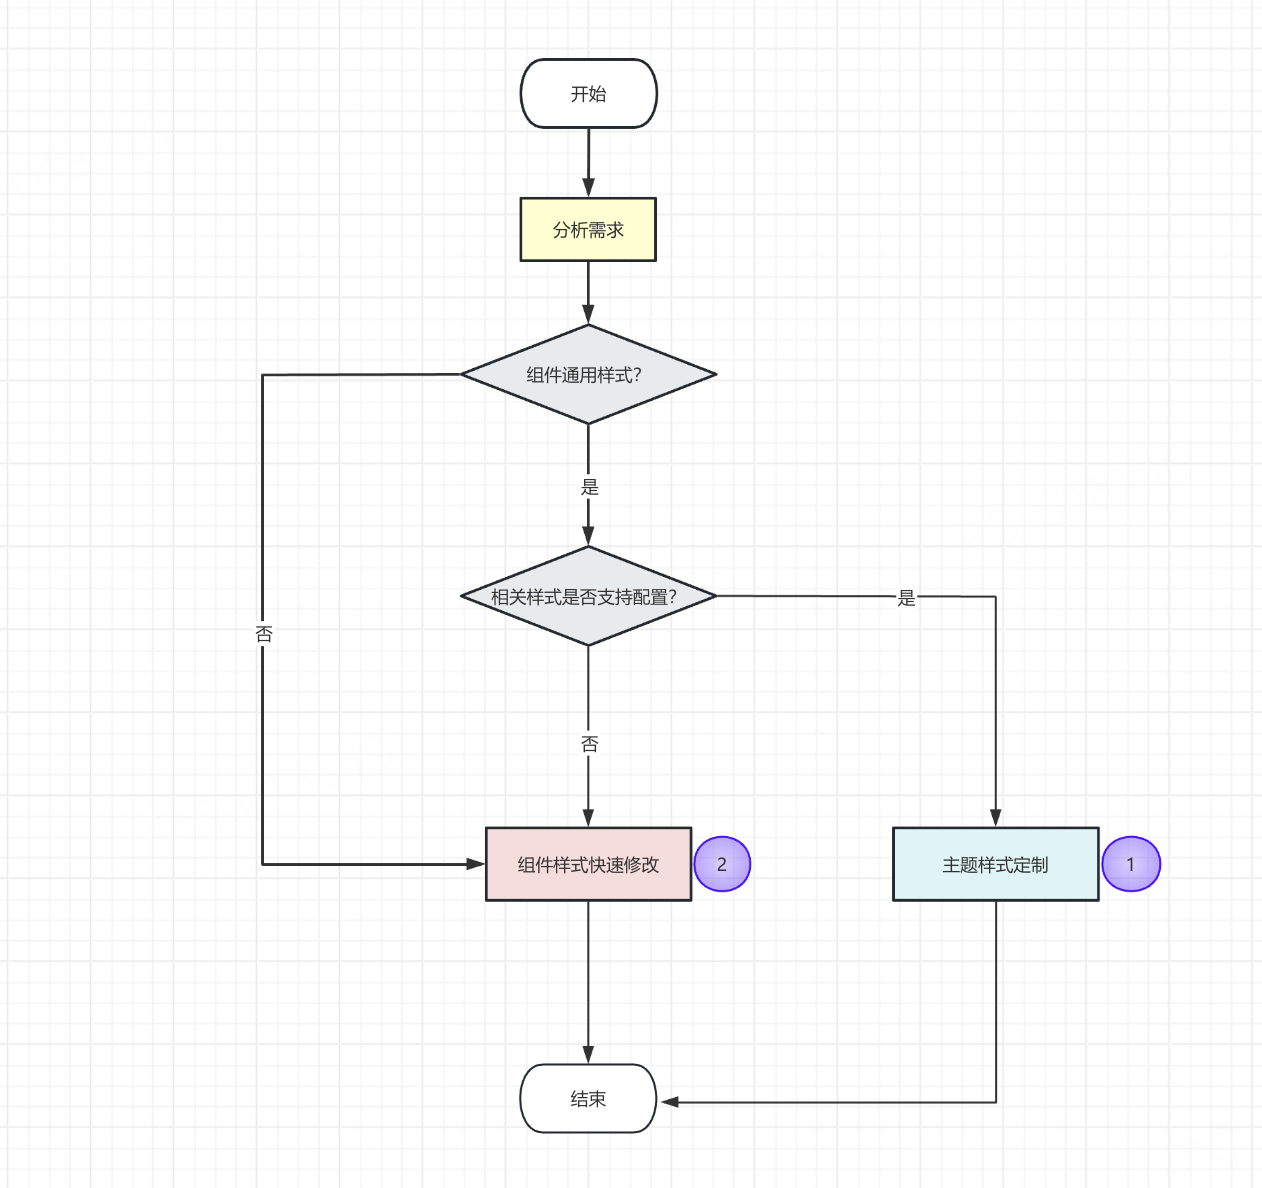 开始
分析需求
组件通用样式?
是
相关样式是否支持配置?
是
否
否
组件样式快速修改
2
主题样式定制
1
结束